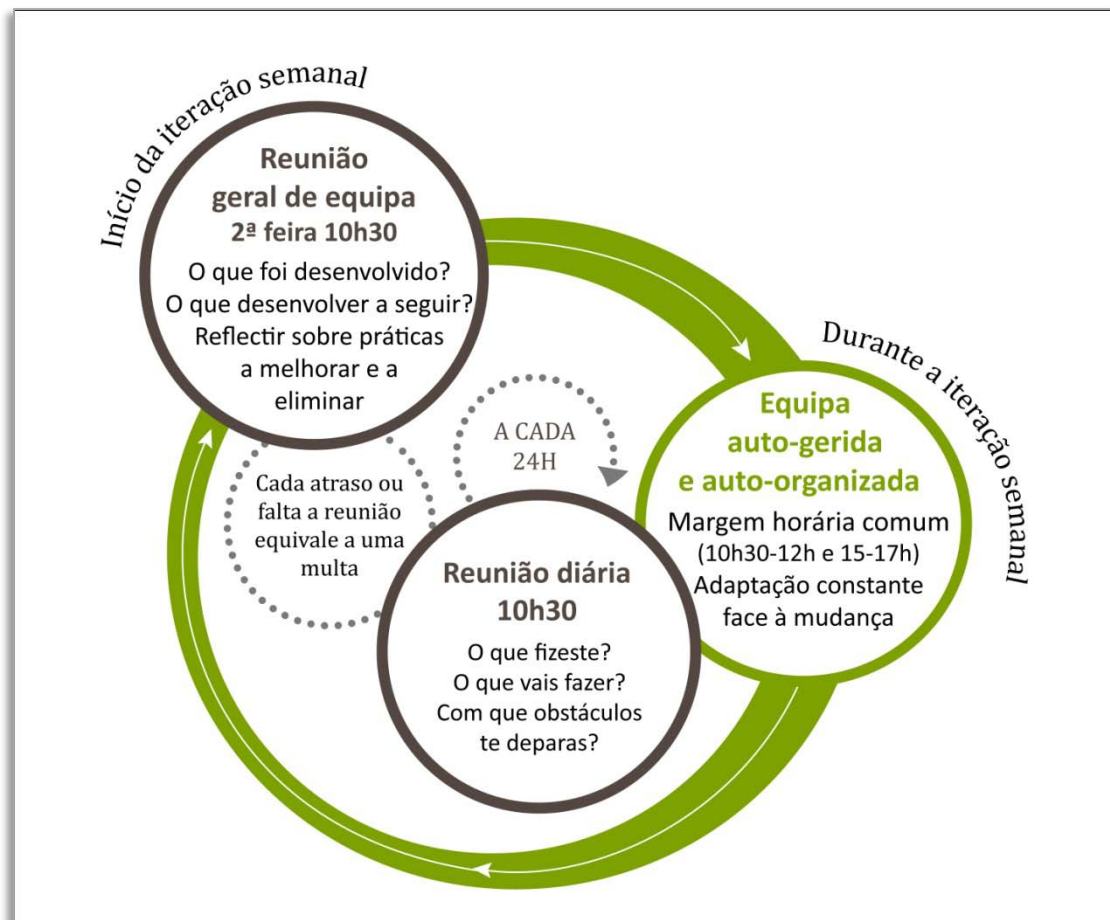 Início da iteração semanal
Reunião
geral de equipa
2ª feira 10h30
O que foi desenvolvido?
O que desenvolver a seguir?
Reflectir sobre práticas
a melhorar e a
eliminar
Durante a iteração semanal
Equipa
auto-gerida
e auto-organizada
Margem horária comum
(10h30-12h e 15-17h)
Adaptação constante
face à mudança
A CADA
24H
Cada atraso ou
falta a reunião
equivale a uma
multa
Reunião diária
10h30
O que fizeste?
O que vais fazer?
Com que obstáculos
te deparas?